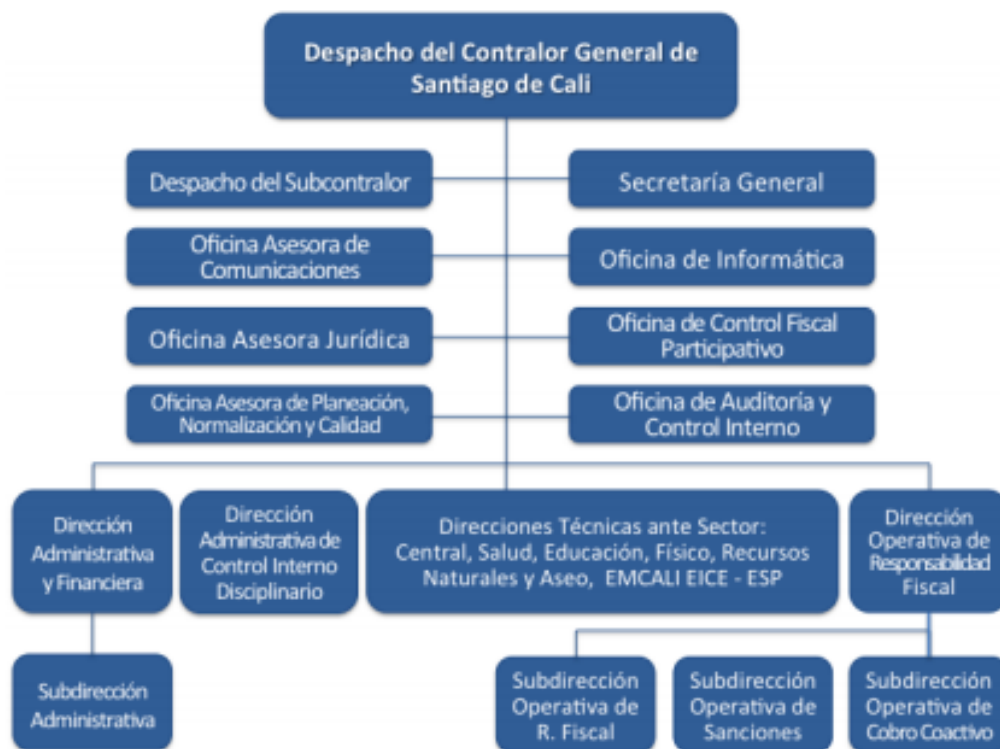 Despacho del Contralor General de
Santiago de Cali
Despacho del Subcontralor
Secretaría General
Oficina Asesora de
Comunicaciones
Oficina de Informática
Oficina Asesora Jurídica
Oficina de Control Fiscal
Participativo
Oficina Asesora de Planeación,
Normalización y Calidad
Oficina de Auditoría y
Control Interno
Dirección
Administrativa
y Financiera
Dirección
Administrativa de
Control Interno
Disciplinario
Direcciones Técnicas ante Sector:
Central, Salud, Educación, Físico, Recursos
Naturales y Aseo, EMCALI EICE - ESP
Dirección
Operativa de
Responsabilidad
Fiscal
Subdirección
Administrativa
Subdirección
Operativa de
R. Fiscal
Subdirección
Operativa de
Sanciones
Subdirección
Operativa de
Cobro Coactivo